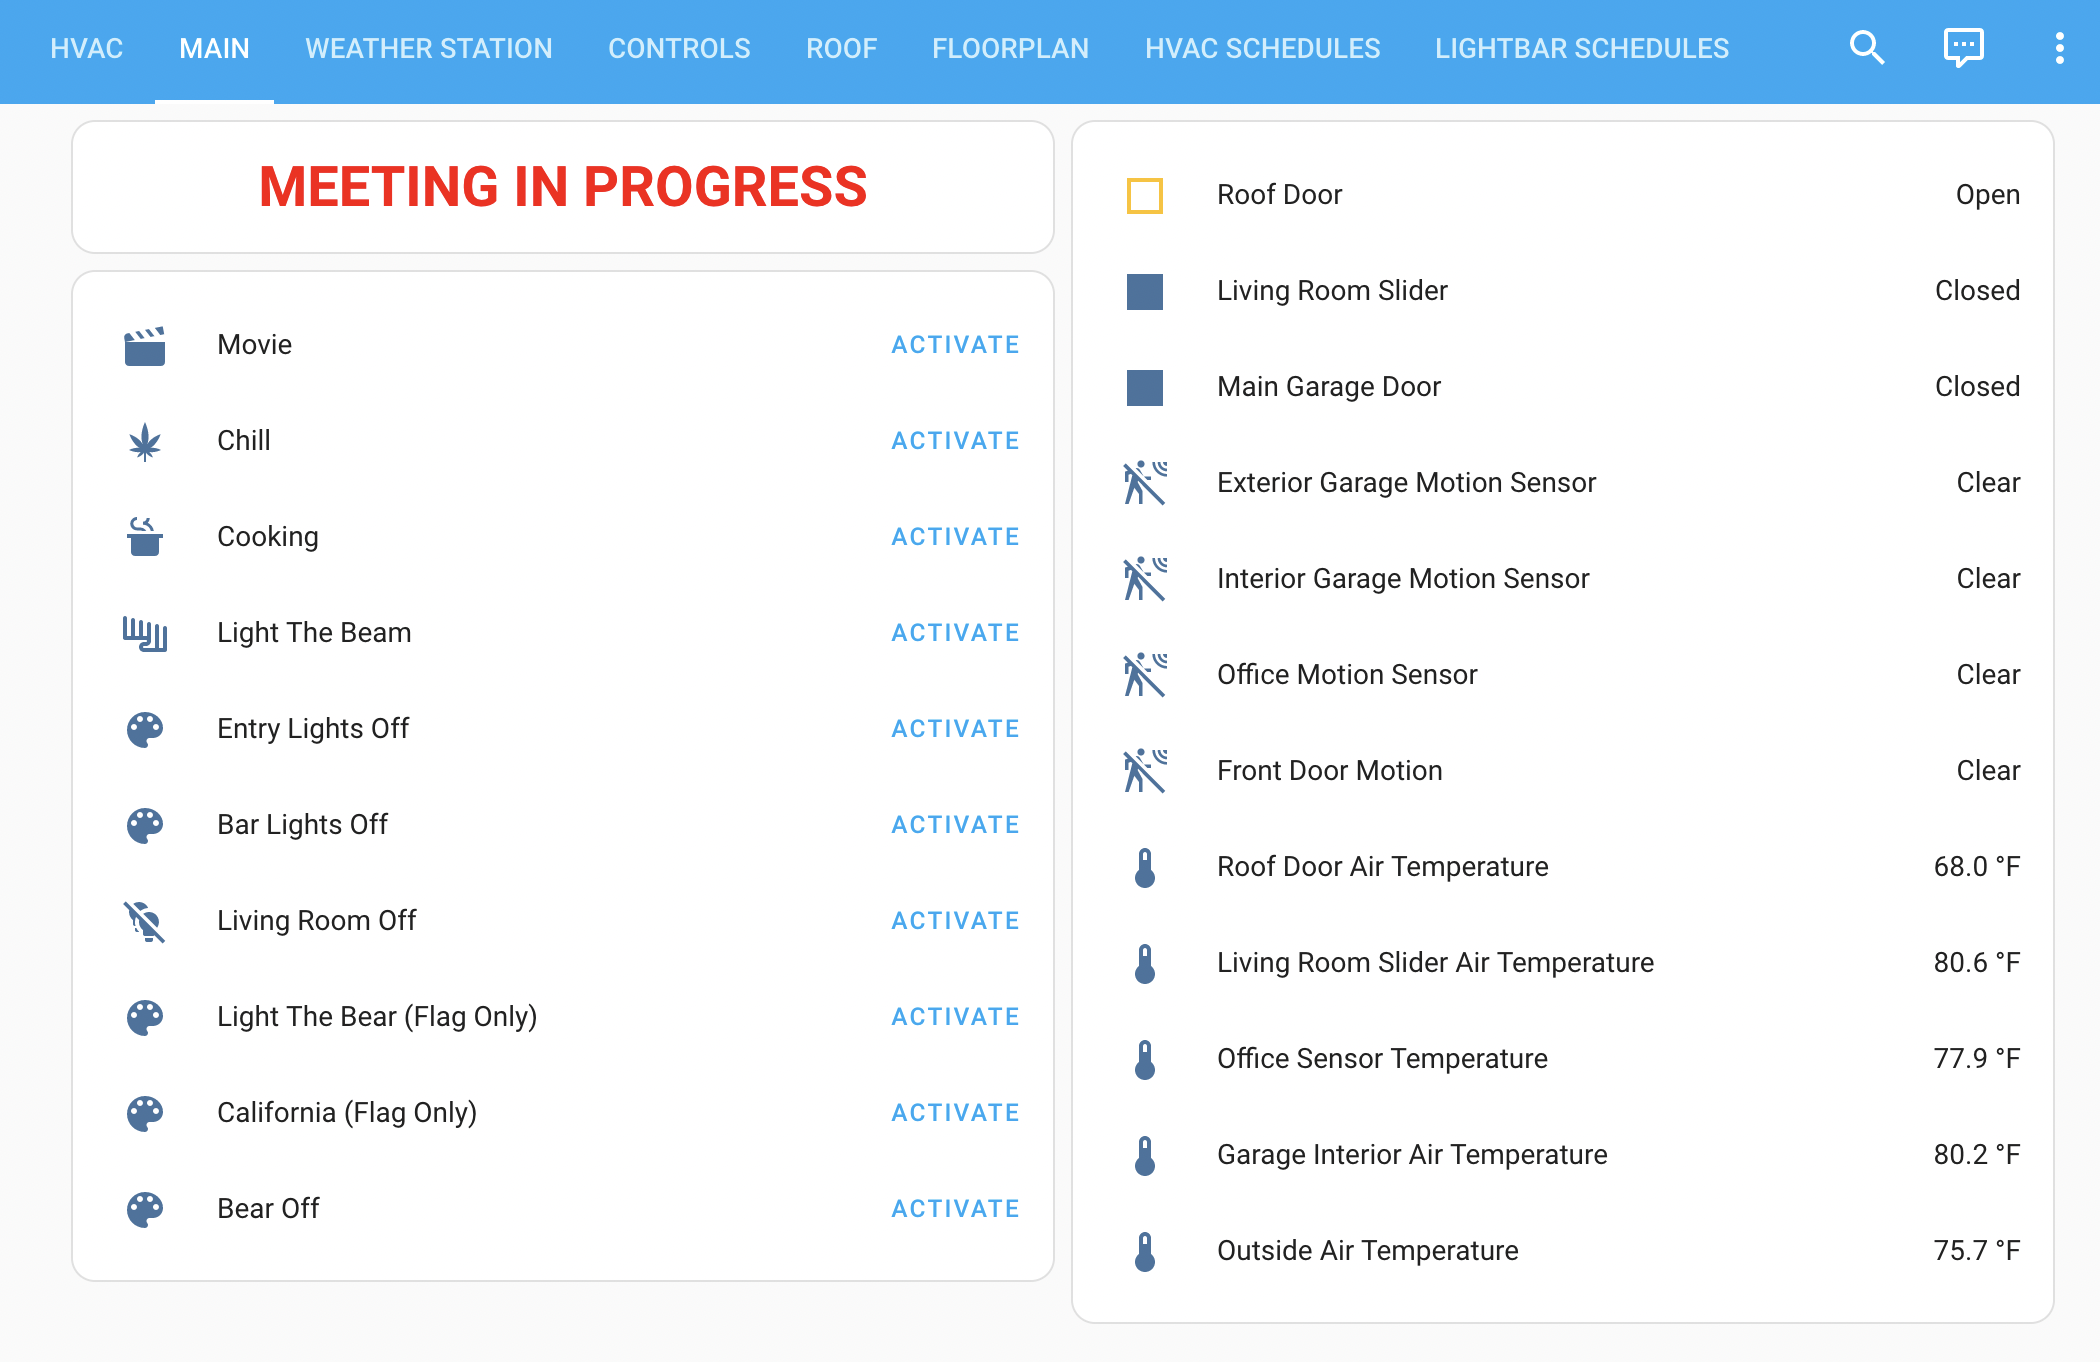 HVAC MAIN WEATHER STATION CONTROLS ROOF FLOORPLAN HVAC SCHEDULES LIGHTBAR SCHEDULES
MEETING IN PROGRESS
Movie ACTIVATE
Chill ACTIVATE
Cooking ACTIVATE
Light The Beam ACTIVATE
Entry Lights Off ACTIVATE
Bar Lights Off ACTIVATE
Living Room Off ACTIVATE
Light The Bear (Flag Only) ACTIVATE
California (Flag Only) ACTIVATE
Bear Off ACTIVATE
Roof Door Open
Living Room Slider Closed
Main Garage Door Closed
Exterior Garage Motion Sensor Clear
Interior Garage Motion Sensor Clear
Office Motion Sensor Clear
Front Door Motion Clear
Roof Door Air Temperature 68.0 °F
Living Room Slider Air Temperature 80.6 °F
Office Sensor Temperature 77.9 °F
Garage Interior Air Temperature 80.2 °F
Outside Air Temperature 75.7 °F